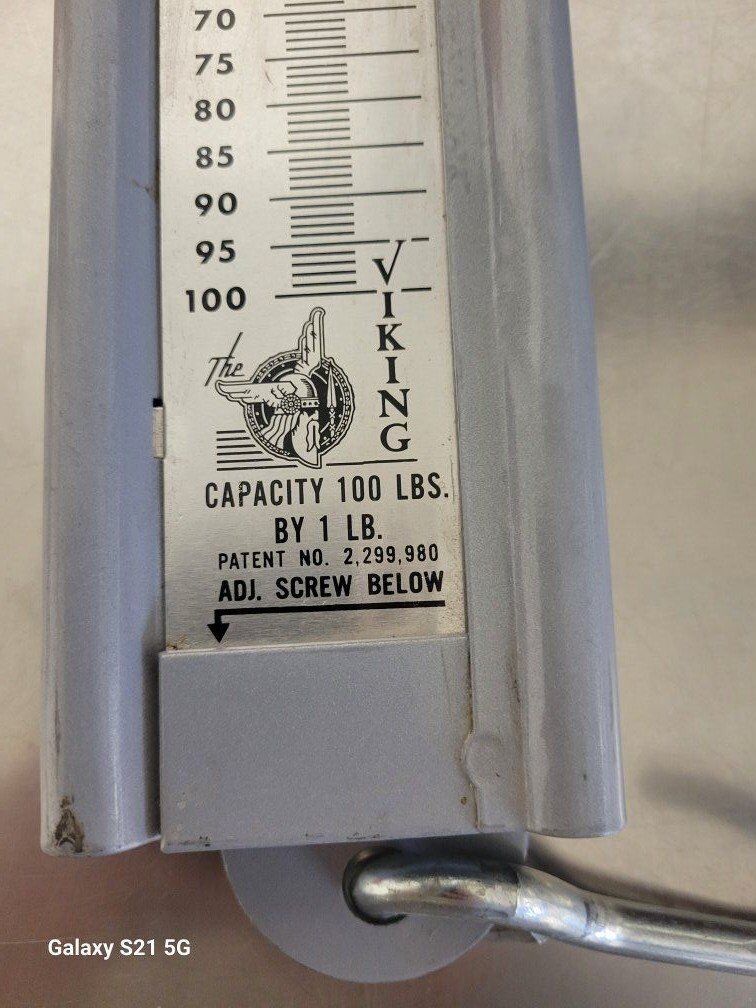 70
75
80
85
90
95
100
The
VIKING
CAPACITY 100 LBS.
BY 1 LB.
PATENT NO. 2,299,980
ADJ. SCREW BELOW
Galaxy S21 5G